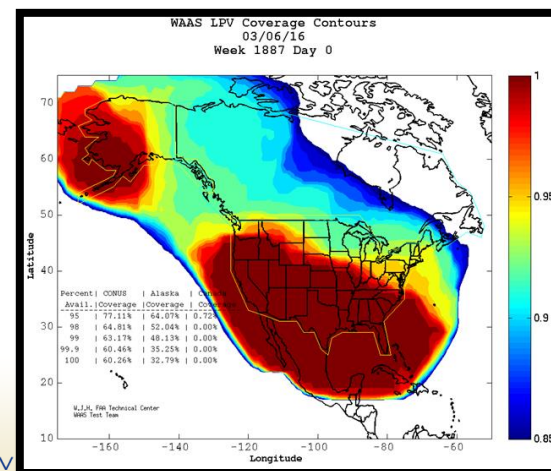 WAAS LPV Coverage Contours
03/06/16
Week 1887 Day 0
70
60
50
40
30
20
10
Latitude
-160
-140
-120
-100
-80
-60
Longitude
1
0.95
0.9
0.85
Percent| CONUS | Alaska |
Avail. |Coverage |Coverage |
95 | 77.11% | 64.07% | 0.72%
98 | 64.81% | 52.04% | 0.00%
99 | 63.17% | 48.13% | 0.00%
99.9 | 60.46% | 35.25% | 0.00%
100 | 60.26% | 32.79% | 0.00%
W.J.H. FAA Technical Center
WAAS Test Team